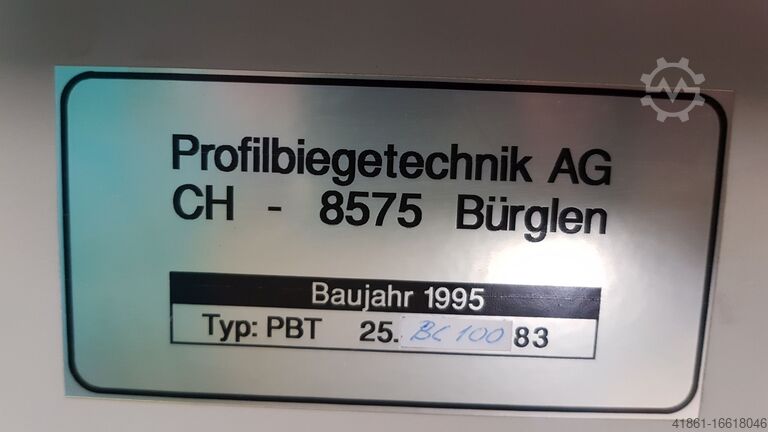 Profilbiegetechnik AG
CH - 8575 Bürglen
Baujahr 1995
Typ: PBT 25. BC 100 83
41861-16618046